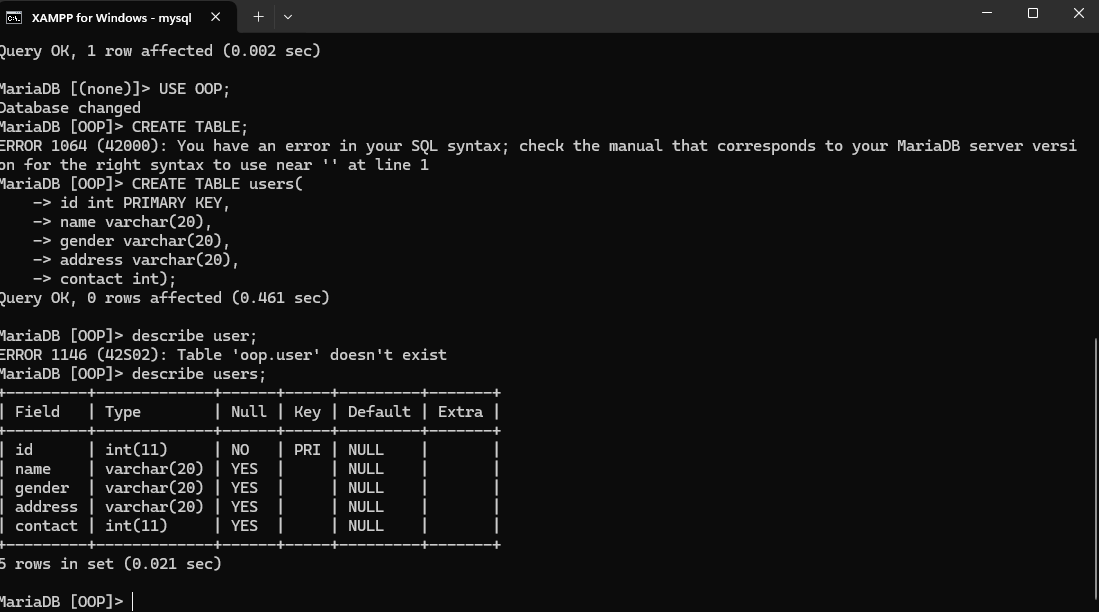 XAMPP for Windows - mysql
Query OK, 1 row affected (0.002 sec)
MariaDB [(none)]> USE OOP;
Database changed
MariaDB [OOP]> CREATE TABLE;
ERROR 1064 (42000): You have an error in your SQL syntax; check the manual that corresponds to your MariaDB server versi
on for the right syntax to use near '' at line 1
MariaDB [OOP]> CREATE TABLE users(
    -> id int PRIMARY KEY,
    -> name varchar(20),
    -> gender varchar(20),
    -> address varchar(20),
    -> contact int);
Query OK, 0 rows affected (0.461 sec)
MariaDB [OOP]> describe user;
ERROR 1146 (42S02): Table 'oop.user' doesn't exist
MariaDB [OOP]> describe users;
+---------+-------------+------+-----+---------+-------+
| Field   | Type        | Null | Key | Default | Extra |
+---------+-------------+------+-----+---------+-------+
| id      | int(11)     | NO   | PRI | NULL    |       |
| name    | varchar(20) | YES  |     | NULL    |       |
| gender  | varchar(20) | YES  |     | NULL    |       |
| address | varchar(20) | YES  |     | NULL    |       |
| contact | int(11)     | YES  |     | NULL    |       |
+---------+-------------+------+-----+---------+-------+
5 rows in set (0.021 sec)
MariaDB [OOP]>